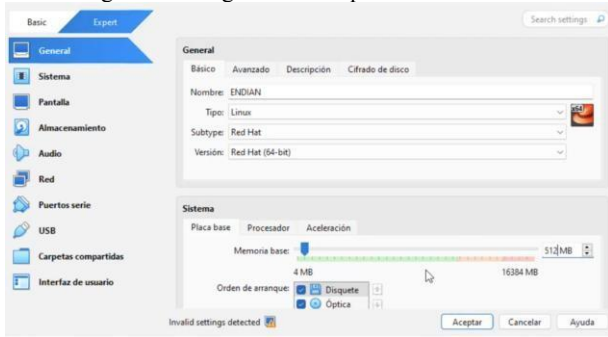 Basic Expert Search settings
General
Sistema
Pantalla
Almacenamiento
Audio
Red
Puertos serie
USB
Carpetas compartidas
Interfaz de usuario
General
Básico Avanzado Descripción Cifrado de disco
Nombre: ENDIAN
Tipo: Linux
Subtype: Red Hat
Versión: Red Hat (64-bit)
Sistema
Placa base Procesador Aceleración
Memoria base: 512 MB
4 MB 16384 MB
Orden de arranque: Disquete
Óptica
Invalid settings detected Aceptar Cancelar Ayuda